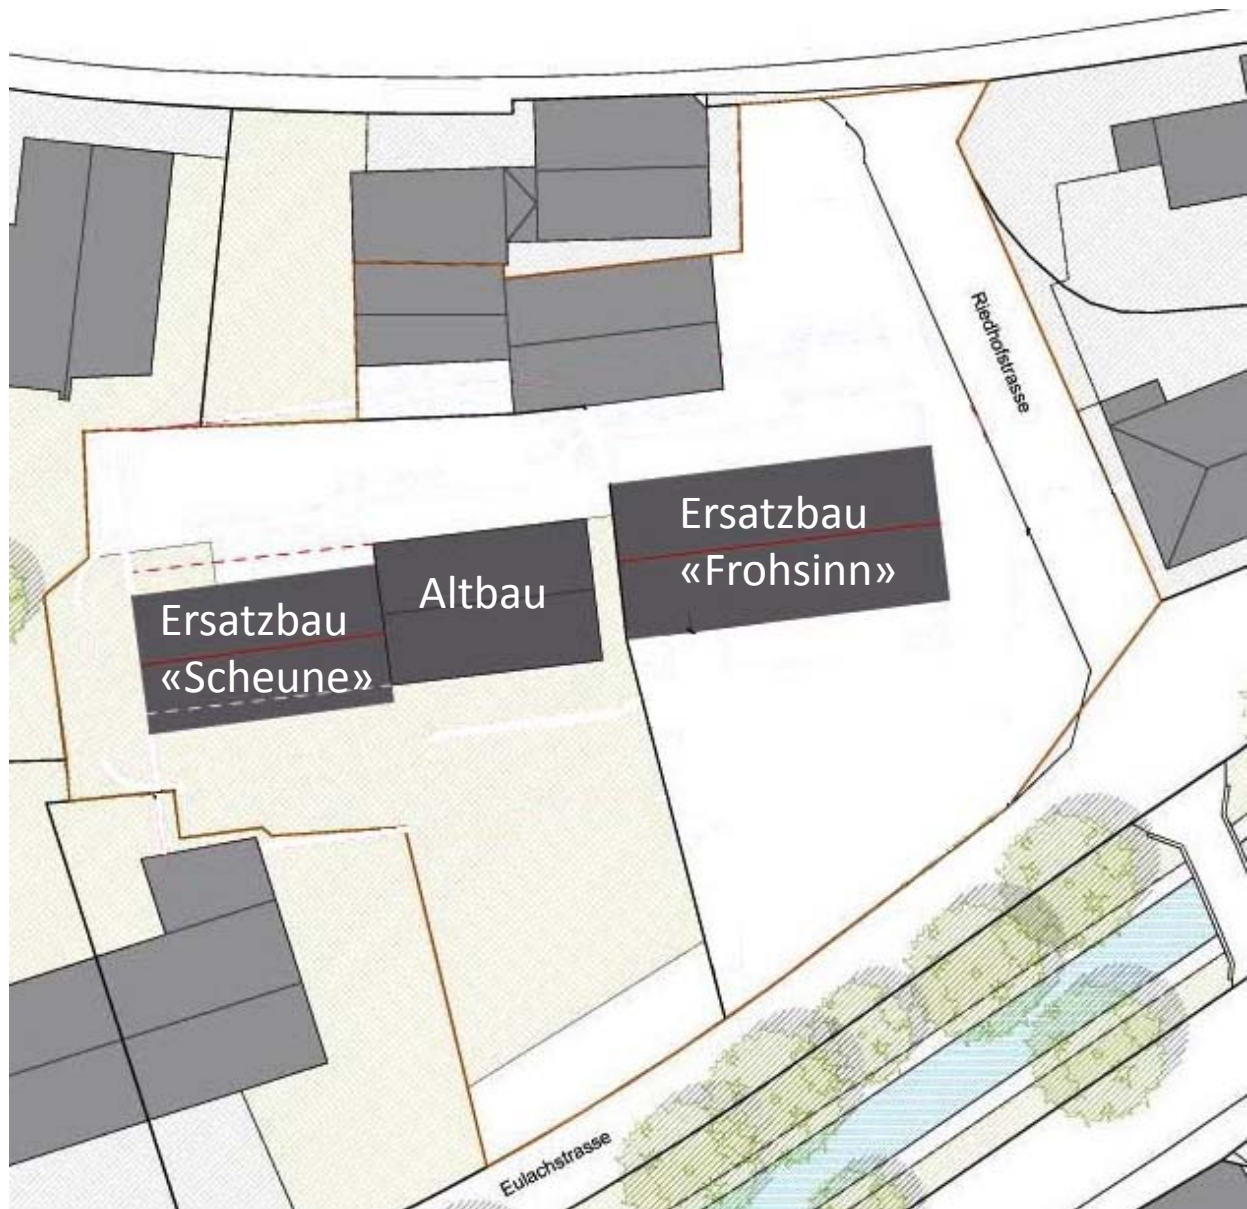 Riedhofstrasse
Ersatzbau
«Frohsinn»
Altbau
Ersatzbau
«Scheune»
Eulachstrasse